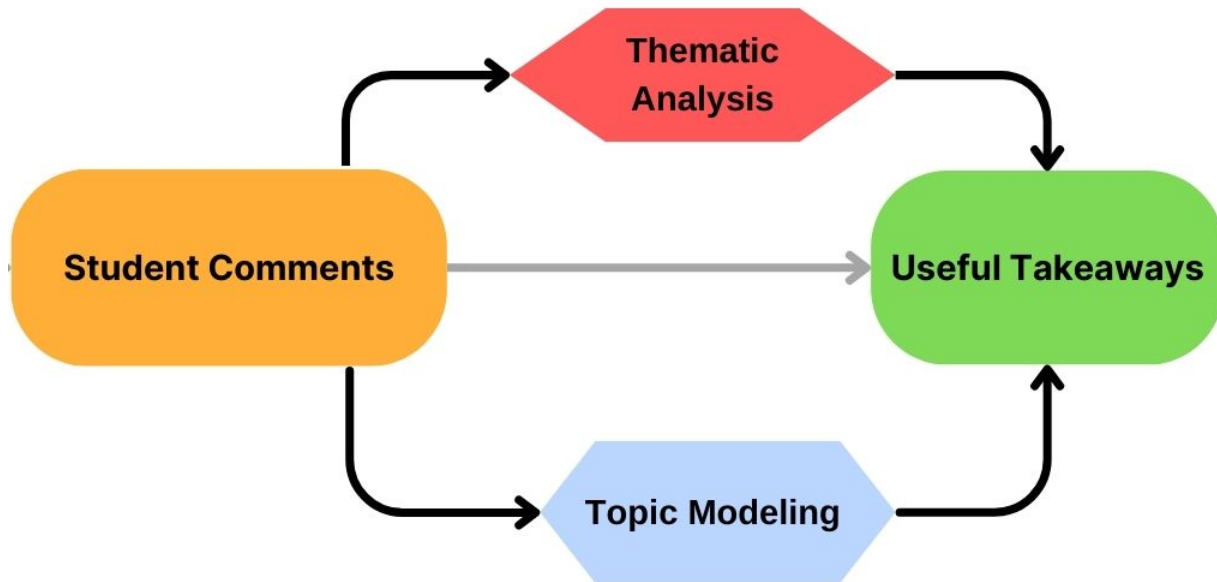 Thematic
Analysis
Student Comments
Useful Takeaways
Topic Modeling